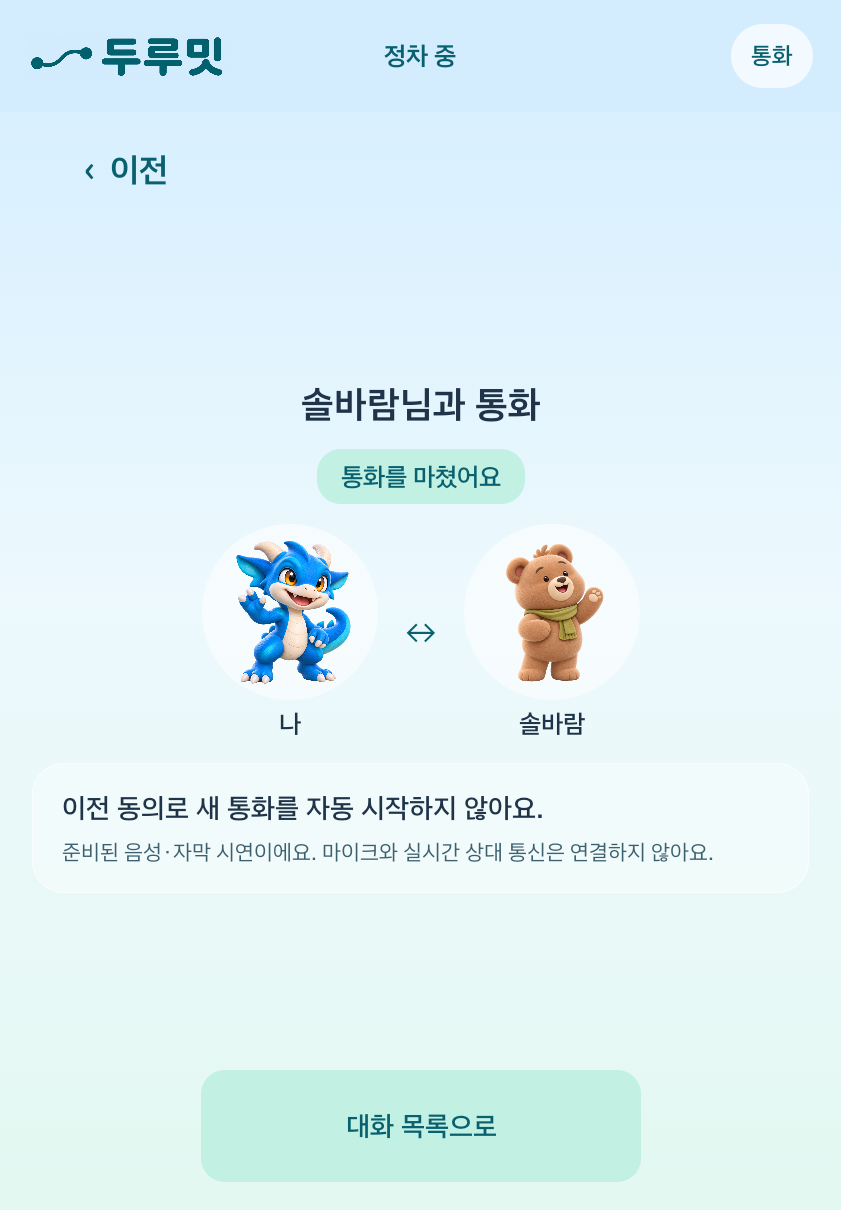 두루밋
정차 중
통화
‹ 이전
솔바람님과 통화
통화를 마쳤어요
나
솔바람
이전 동의로 새 통화를 자동 시작하지 않아요.
준비된 음성·자막 시연이에요. 마이크와 실시간 상대 통신은 연결하지 않아요.
대화 목록으로